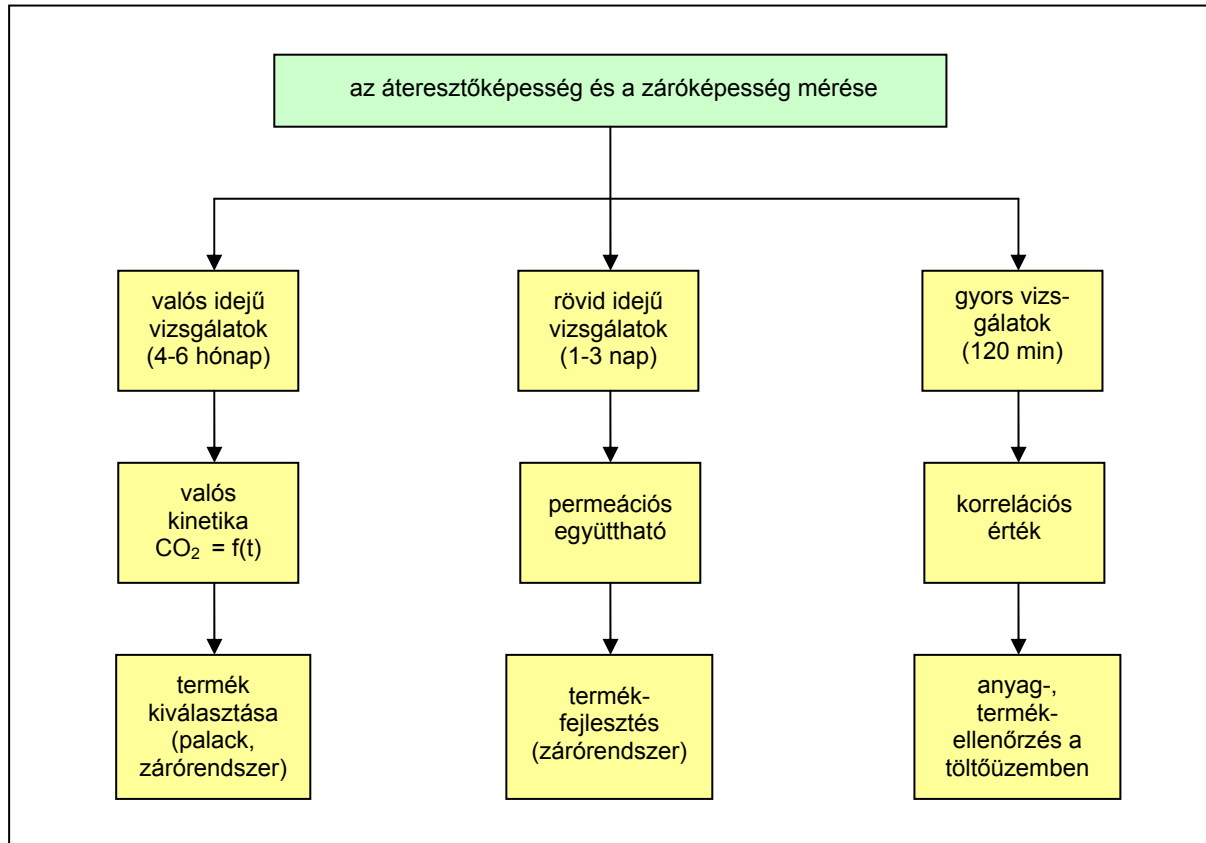 az áteresztőképesség és a záróképesség mérése
valós idejű
vizsgálatok
(4-6 hónap)
rövid idejű
vizsgálatok
(1-3 nap)
gyors vizs-
gálatok
(120 min)
valós
kinetika
CO₂ = f(t)
permeációs
együttható
korrelációs
érték
termék
kiválasztása
(palack,
zárórendszer)
termék-
fejlesztés
(zárórendszer)
anyag-,
termék-
ellenőrzés a
töltőüzemben